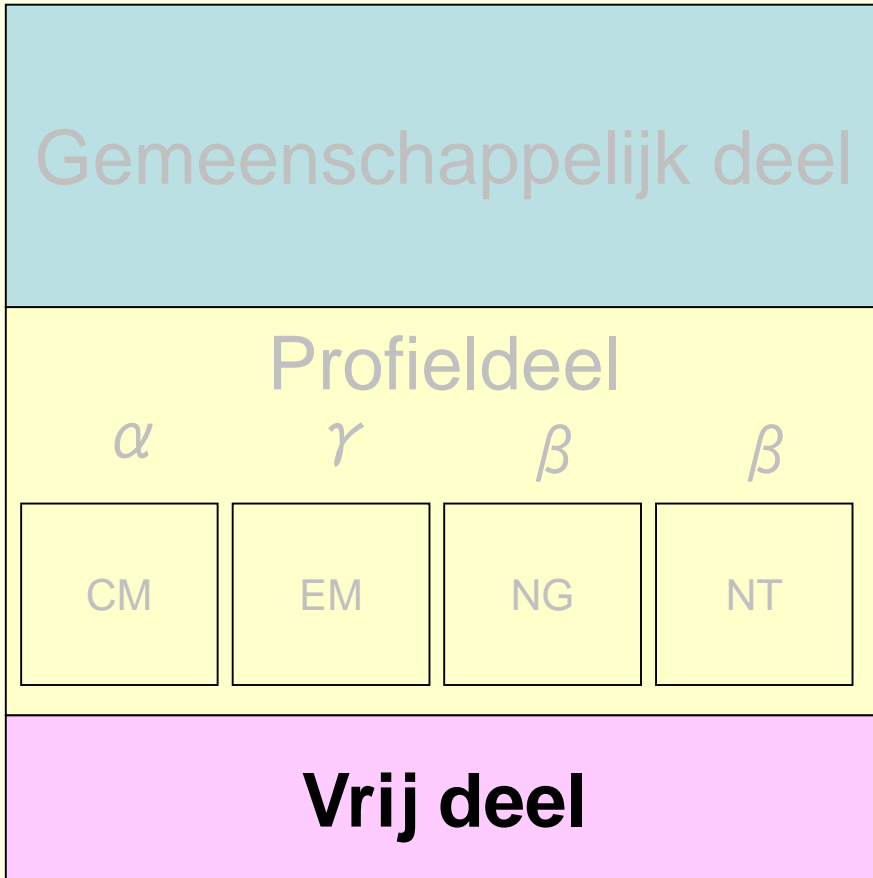 Gemeenschappelijk deel
Profieldeel
α γ β β
CM EM NG NT
Vrij deel